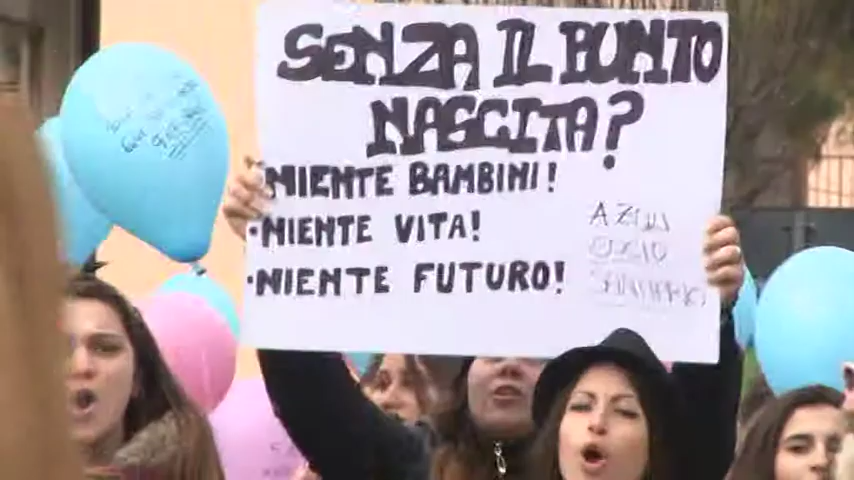 SENZA IL PUNTO
NASCITA?
NIENTE BAMBINI!
• NIENTE VITA!
• NIENTE FUTURO!